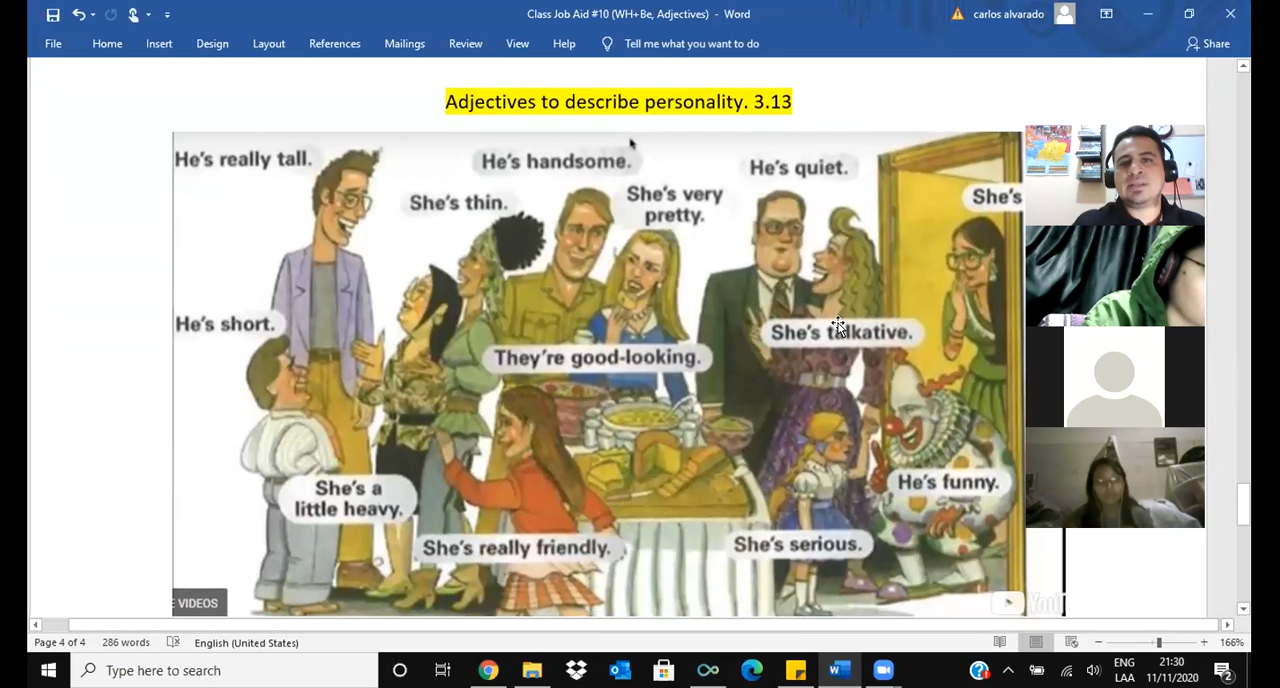 Class Job Aid #10 (WH+Be, Adjectives) - Word
carlos alvarado
File Home Insert Design Layout References Mailings Review View Help Tell me what you want to do Share
Adjectives to describe personality. 3.13
He's really tall.
He's handsome.
He's quiet.
She's thin.
She's very
pretty.
She's
He's short.
She's talkative.
They're good-looking.
She's a
little heavy.
He's funny.
She's really friendly.
She's serious.
E VIDEOS
Page 4 of 4 286 words English (United States) 166%
Type here to search
ENG
LAA
21:30
11/11/2020
2